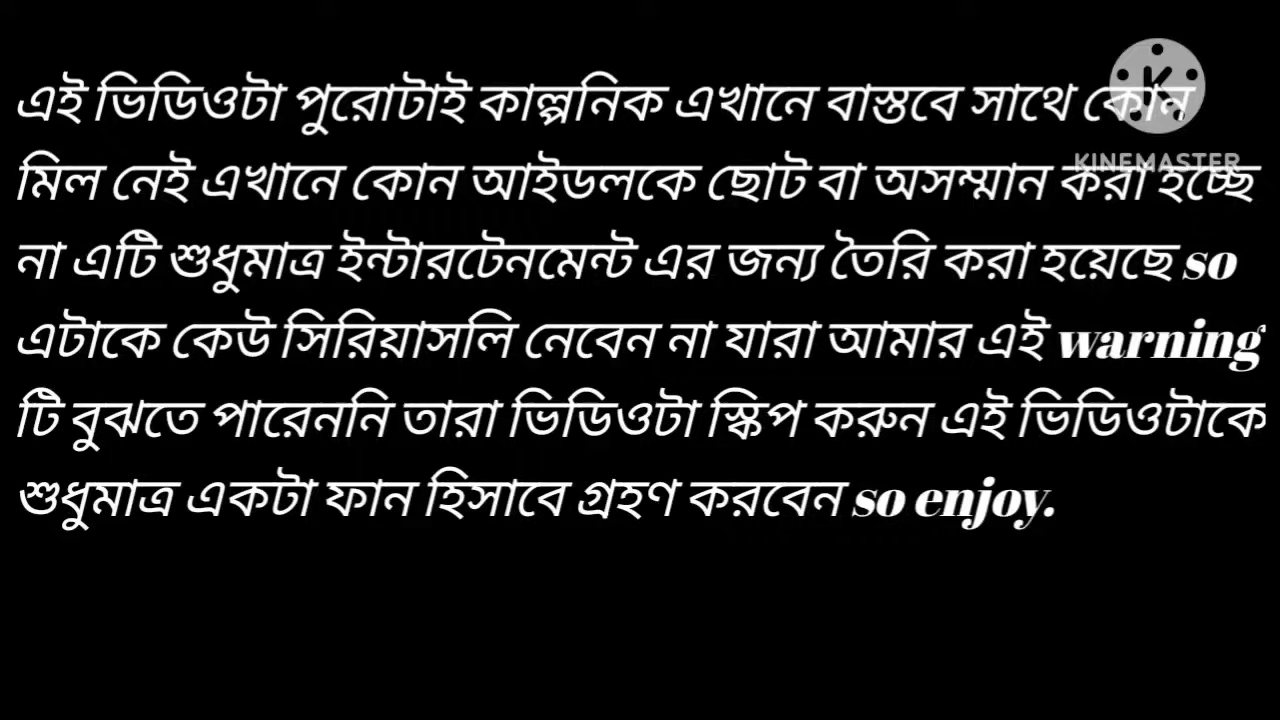 এই ভিডিওটা পুরোটাই কাল্পনিক এখানে বাস্তবে সাথে কোন
মিল নেই এখানে কোন আইডলকে ছোট বা অসম্মান করা হচ্ছে
না এটি শুধুমাত্র ইন্টারটেনমেন্ট এর জন্য তৈরি করা হয়েছে so
এটাকে কেউ সিরিয়াসলি নেবেন না যারা আমার এই warning
টি বুঝতে পারেননি তারা ভিডিওটা স্কিপ করুন এই ভিডিওটাকে
শুধুমাত্র একটা ফান হিসাবে গ্রহণ করবেন so enjoy.
K
KINEMASTER